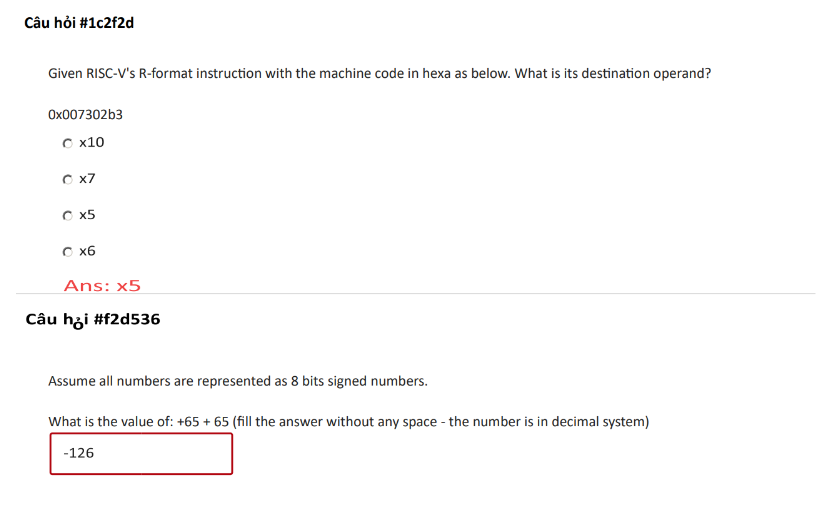 Câu hỏi #1c2f2d
Given RISC-V's R-format instruction with the machine code in hexa as below. What is its destination operand?
0x007302b3
x10
x7
x5
x6
Ans: x5
Câu hỏi #f2d536
Assume all numbers are represented as 8 bits signed numbers.
What is the value of: +65 + 65 (fill the answer without any space - the number is in decimal system)
-126